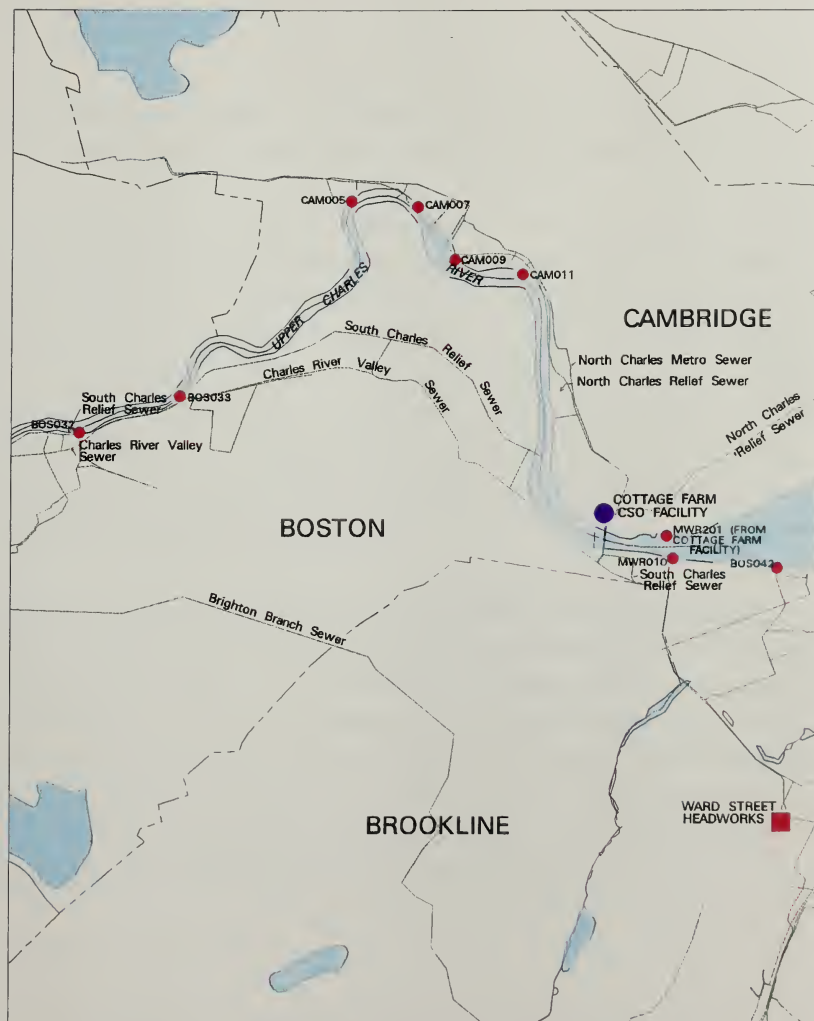 CAM005
CAM007
CAM009
CAM011
UPPER CHARLES RIVER
CAMBRIDGE
South Charles
Relief
Sewer
North Charles Metro Sewer
North Charles Relief Sewer
Charles River Valley
Sewer
South Charles
Relief Sewer
BOS033
BOS032
Charles River Valley
Sewer
North Charles
Relief Sewer
COTTAGE FARM
CSO FACILITY
BOSTON
MWR201 (FROM
COTTAGE FARM
FACILITY)
MWR010
BOS042
South Charles
Relief Sewer
Brighton Branch Sewer
BROOKLINE
WARD STREET
HEADWORKS